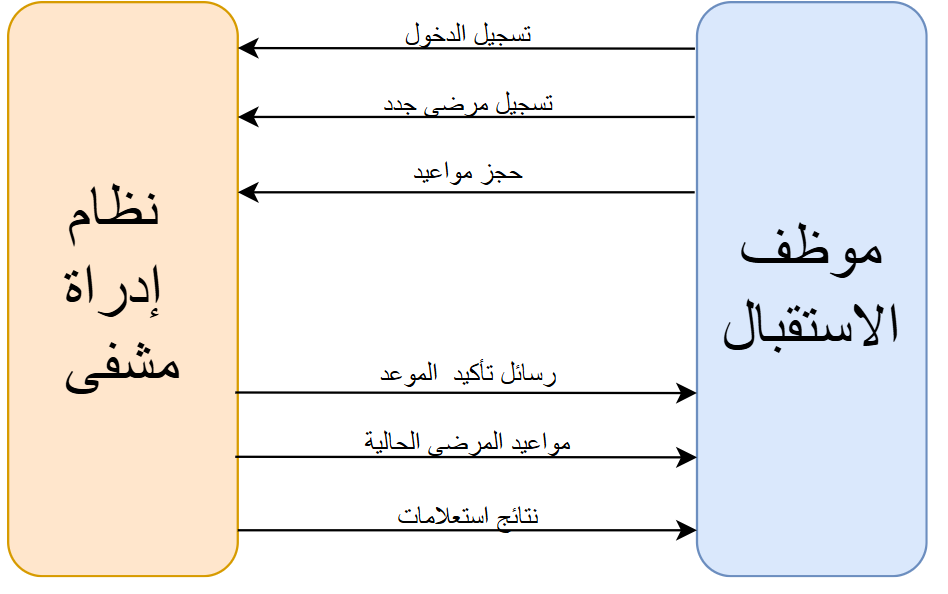 تسجيل الدخول
تسجيل مرضى جدد
حجز مواعيد
موظف
الاستقبال
نظام
إدراة
مشفى
رسائل تأكيد الموعد
مواعيد المرضى الحالية
نتائج استعلامات